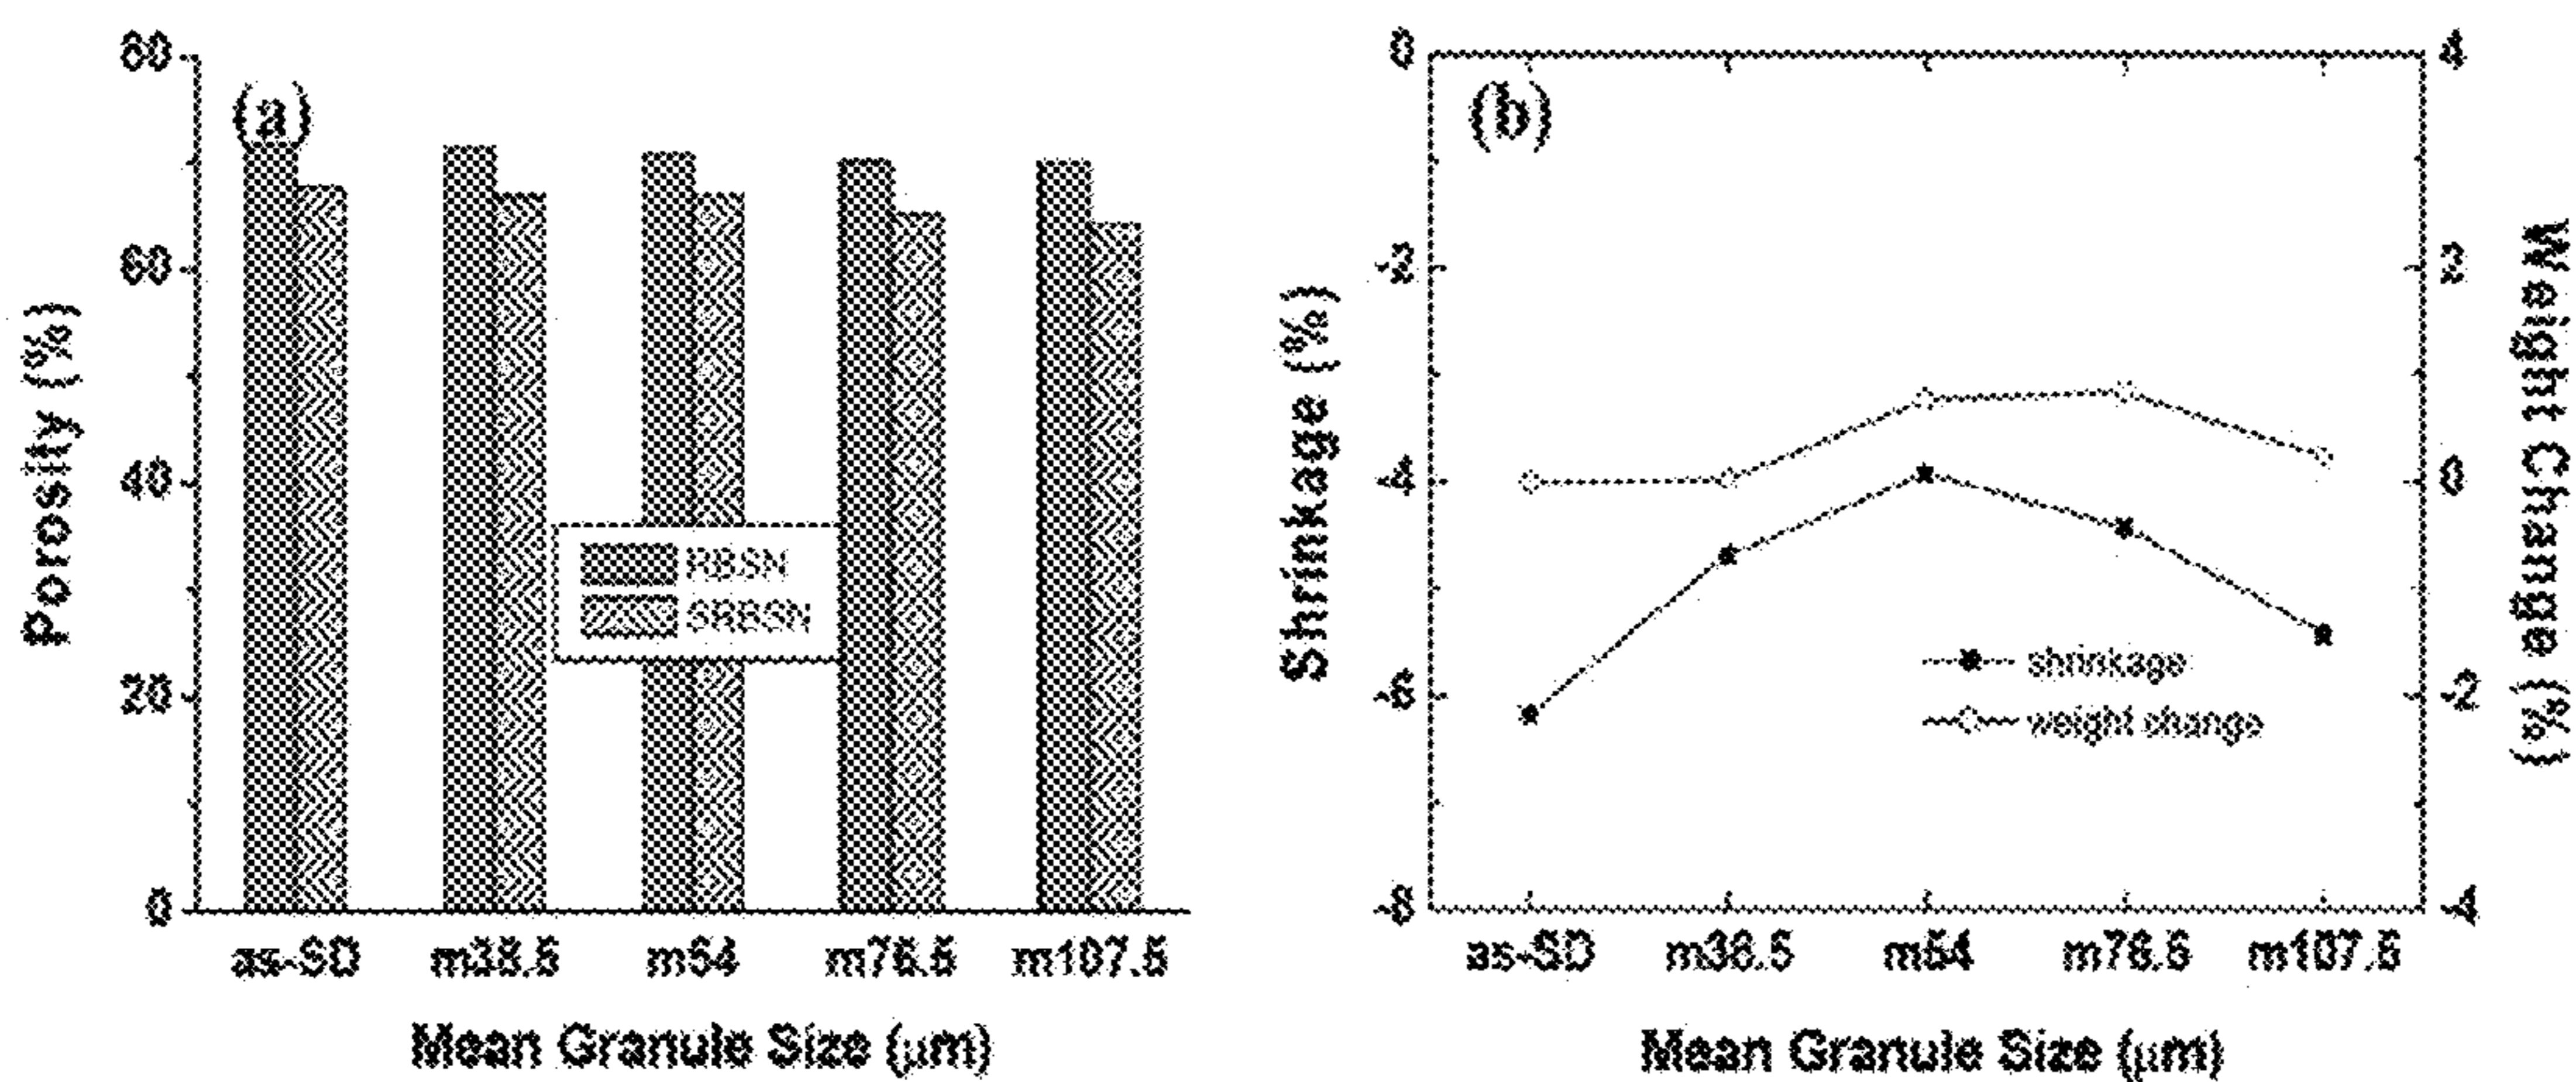 (a)
Porosity (%)
80
60
40
20
0
RBSN
SRBSN
as-SD m38.5 m54 m76.5 m107.5
Mean Granule Size (μm)
(b)
Shrinkage (%)
0
-2
-4
-6
-8
4
2
0
-2
-4
Weight Change (%)
shrinkage
weight change
as-SD m38.5 m54 m76.5 m107.5
Mean Granule Size (μm)